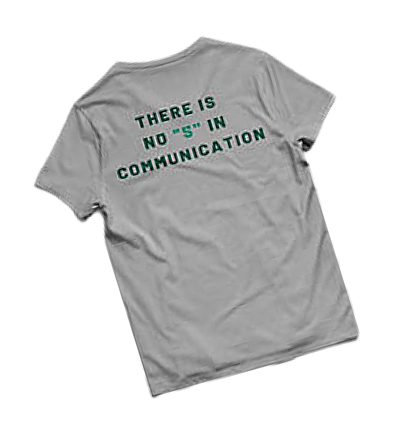 THERE IS
NO "S" IN
COMMUNICATION